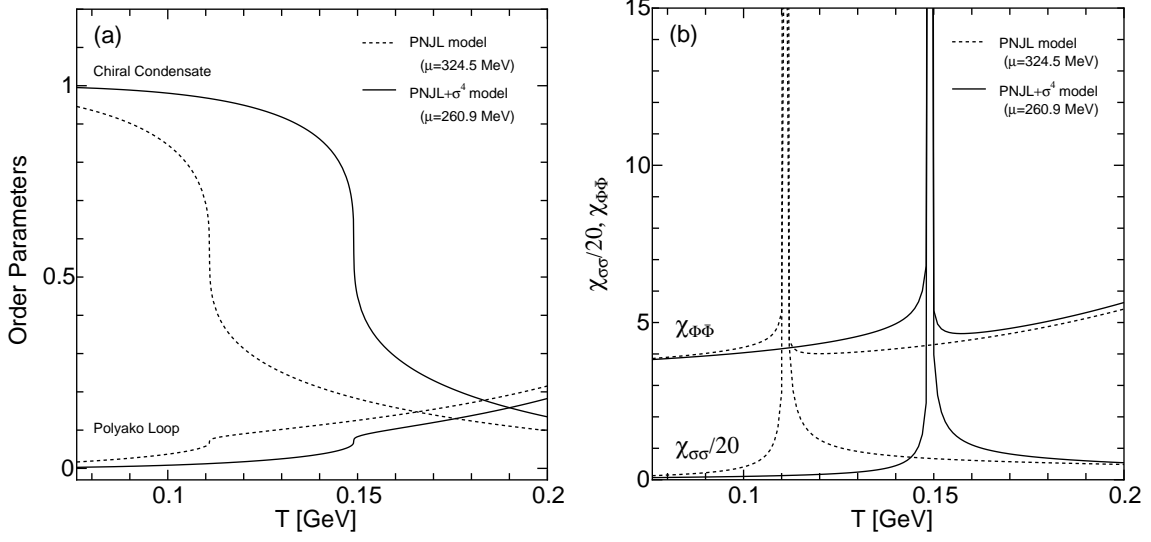 (a)
PNJL model
(μ=324.5 MeV)
PNJL+σ⁴ model
(μ=260.9 MeV)
Chiral Condensate
Polyako Loop
Order Parameters
1
0.5
0
0.1
0.15
0.2
T [GeV]
(b)
PNJL model
(μ=324.5 MeV)
PNJL+σ⁴ model
(μ=260.9 MeV)
χΦΦ̄
χσσ/20
χσσ/20, χΦΦ̄
15
10
5
0
0.1
0.15
0.2
T [GeV]